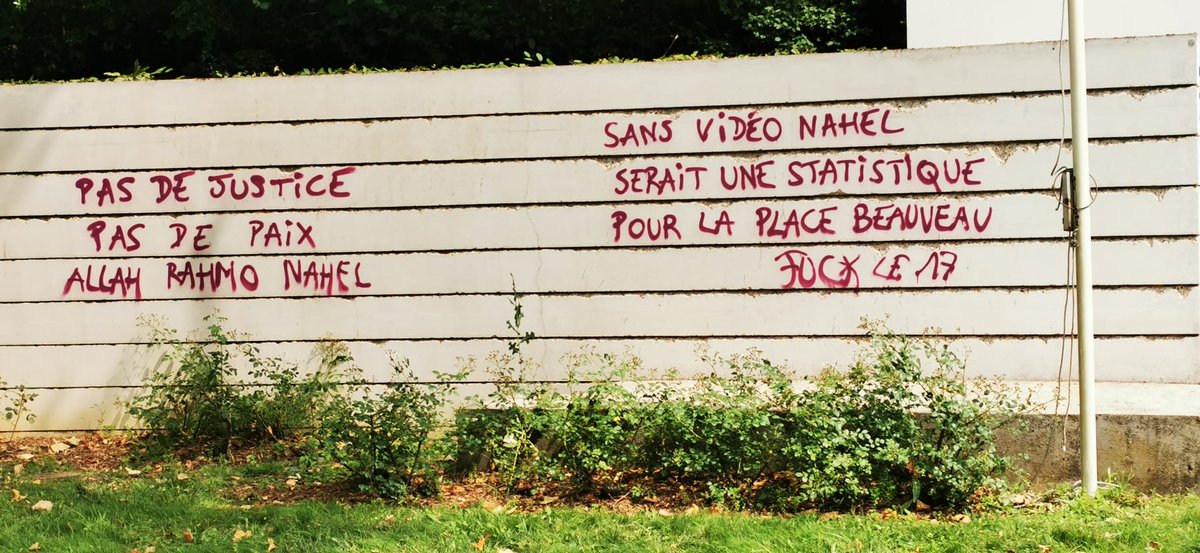 PAS DE JUSTICE
PAS DE PAIX
ALLAH RAHMO NAHEL
SANS VIDÉO NAHEL
SERAIT UNE STATISTIQUE
POUR LA PLACE BEAUVEAU
FUCK LE 17